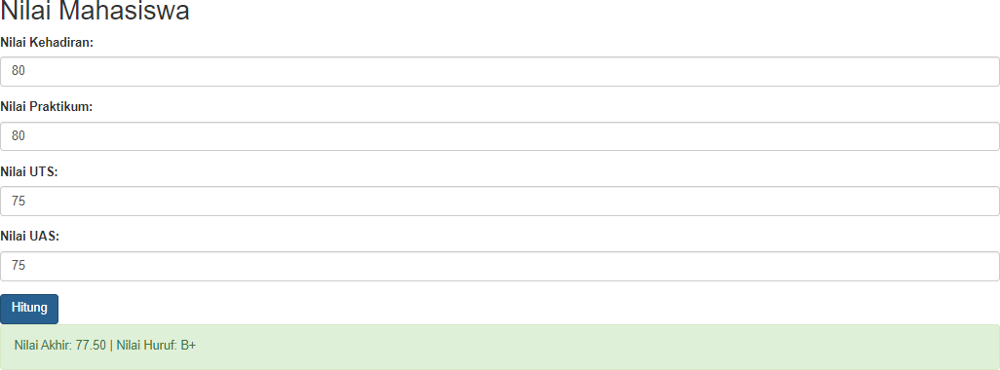 Nilai Mahasiswa
Nilai Kehadiran:
80
Nilai Praktikum:
80
Nilai UTS:
75
Nilai UAS:
75
Hitung
Nilai Akhir: 77.50 | Nilai Huruf: B+